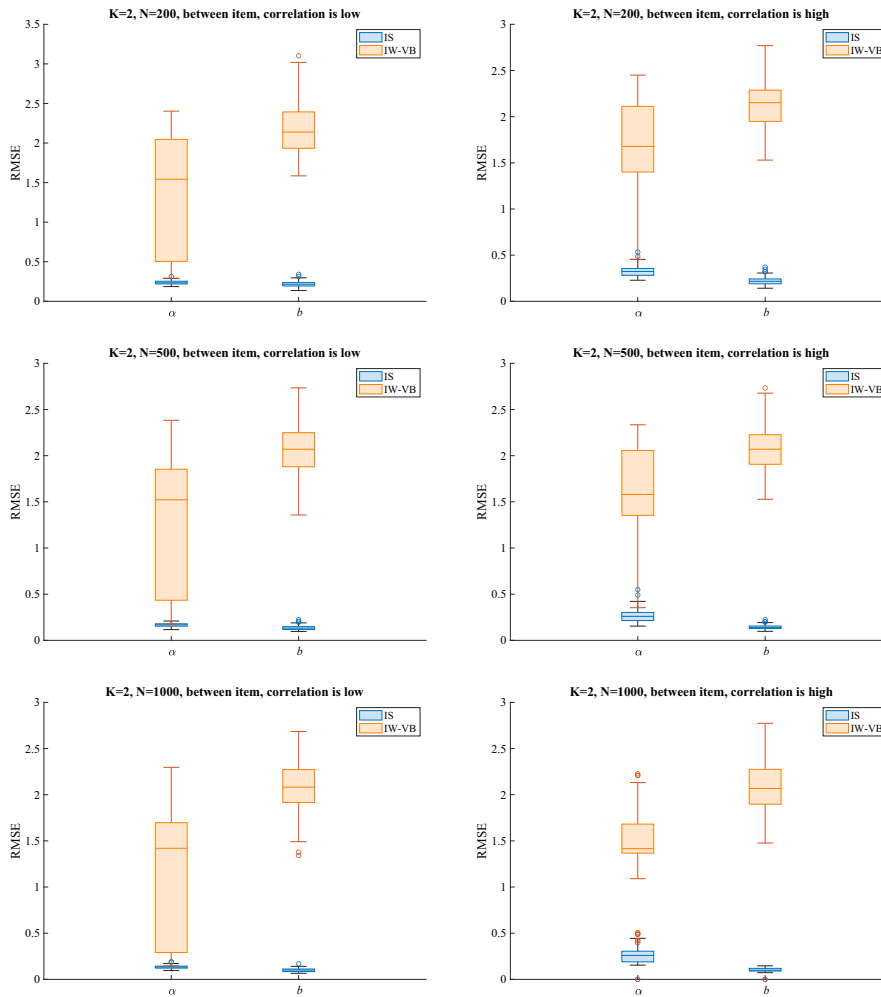 K=2, N=200, between item, correlation is low
3.5
3
2.5
2
1.5
1
0.5
0
RMSE
IS
IW-VB
α
b
K=2, N=200, between item, correlation is high
3
2.5
2
1.5
1
0.5
0
RMSE
IS
IW-VB
α
b
K=2, N=500, between item, correlation is low
3
2.5
2
1.5
1
0.5
0
RMSE
IS
IW-VB
α
b
K=2, N=500, between item, correlation is high
3
2.5
2
1.5
1
0.5
0
RMSE
IS
IW-VB
α
b
K=2, N=1000, between item, correlation is low
3
2.5
2
1.5
1
0.5
0
RMSE
IS
IW-VB
α
b
K=2, N=1000, between item, correlation is high
3
2.5
2
1.5
1
0.5
0
RMSE
IS
IW-VB
α
b